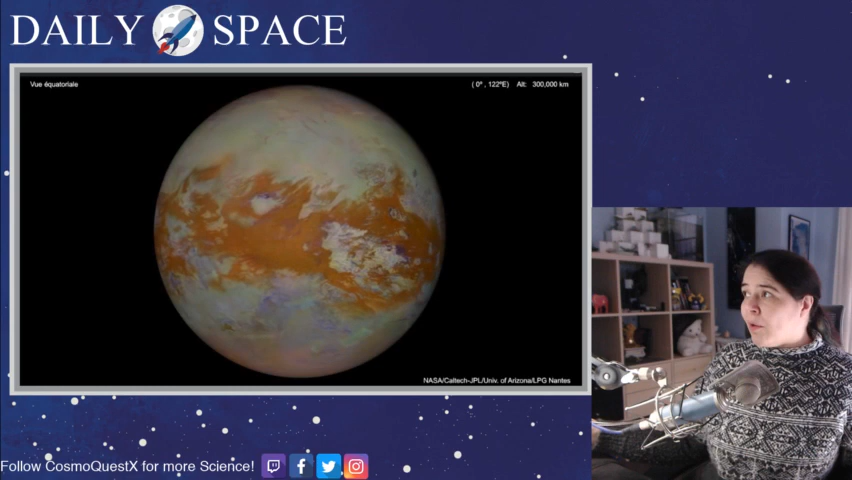 DAILY SPACE
Vue équatoriale
( 0°, 122°E) Alt: 300,000 km
NASA/Caltech-JPL/Univ. of Arizona/LPG Nantes
Follow CosmoQuestX for more Science!